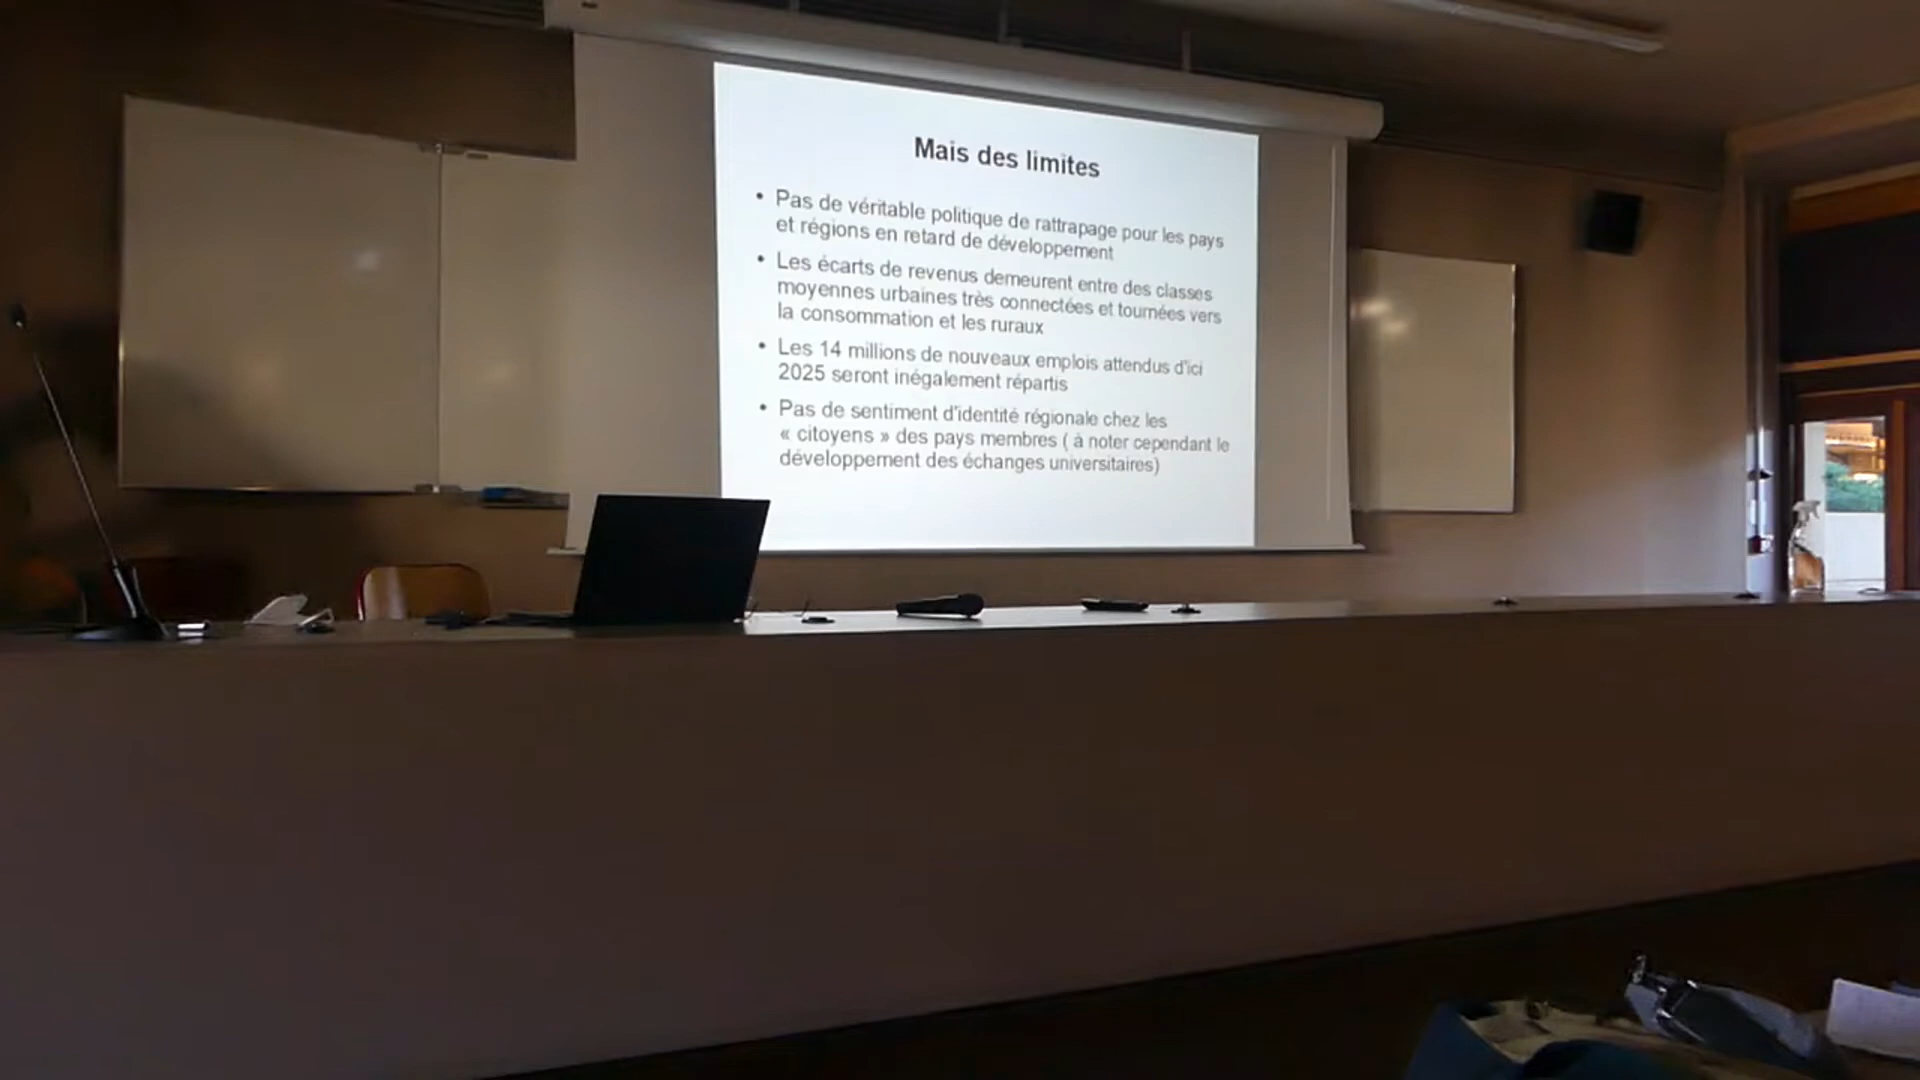 Mais des limites
• Pas de véritable politique de rattrapage pour les pays
et régions en retard de développement
• Les écarts de revenus demeurent entre des classes
moyennes urbaines très connectées et tournées vers
la consommation et les ruraux
• Les 14 millions de nouveaux emplois attendus d'ici
2025 seront inégalement répartis
• Pas de sentiment d'identité régionale chez les
« citoyens » des pays membres ( à noter cependant le
développement des échanges universitaires)